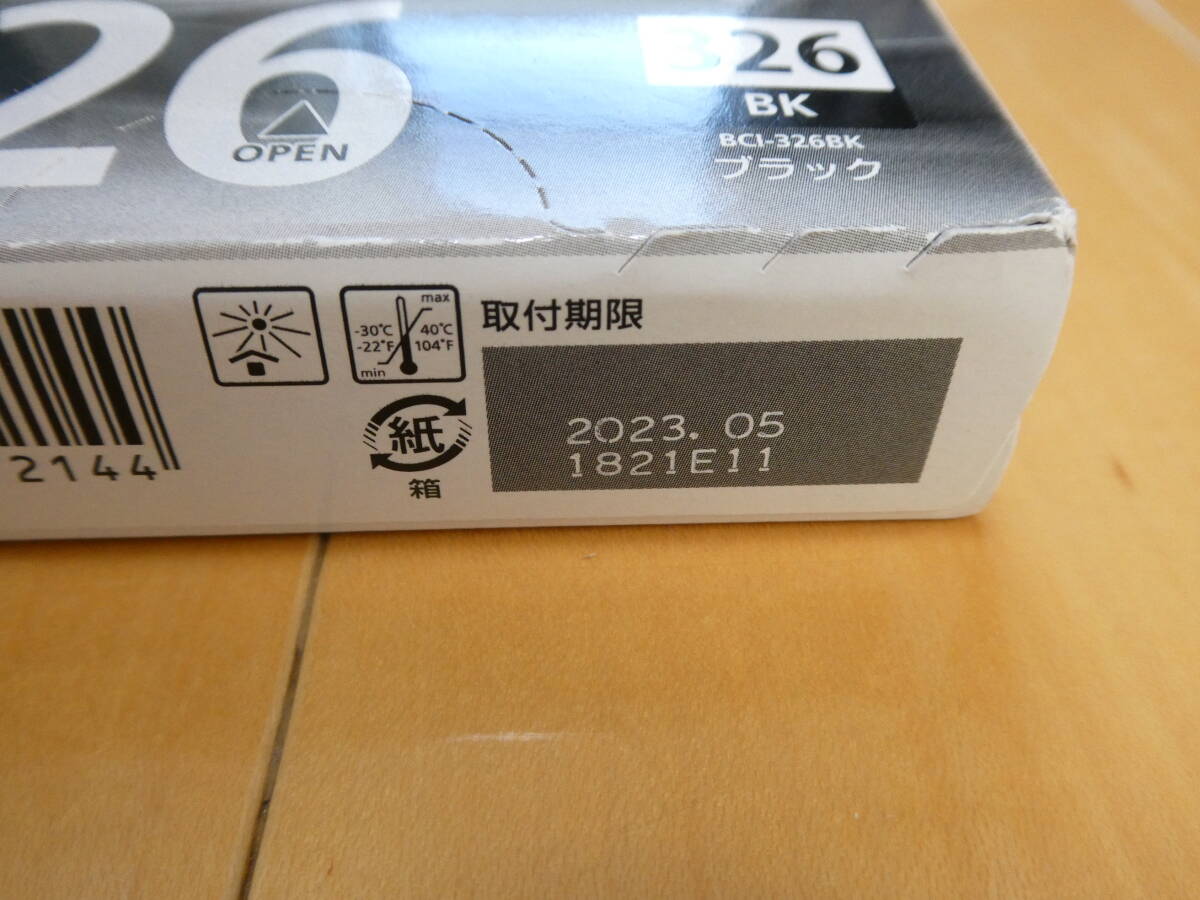 26
OPEN
326
BK
BCI-326BK
ブラック
max
-30°C 40°C
-22°F 104°F
min
取付期限
2023. 05
1821E11
紙
箱
2144